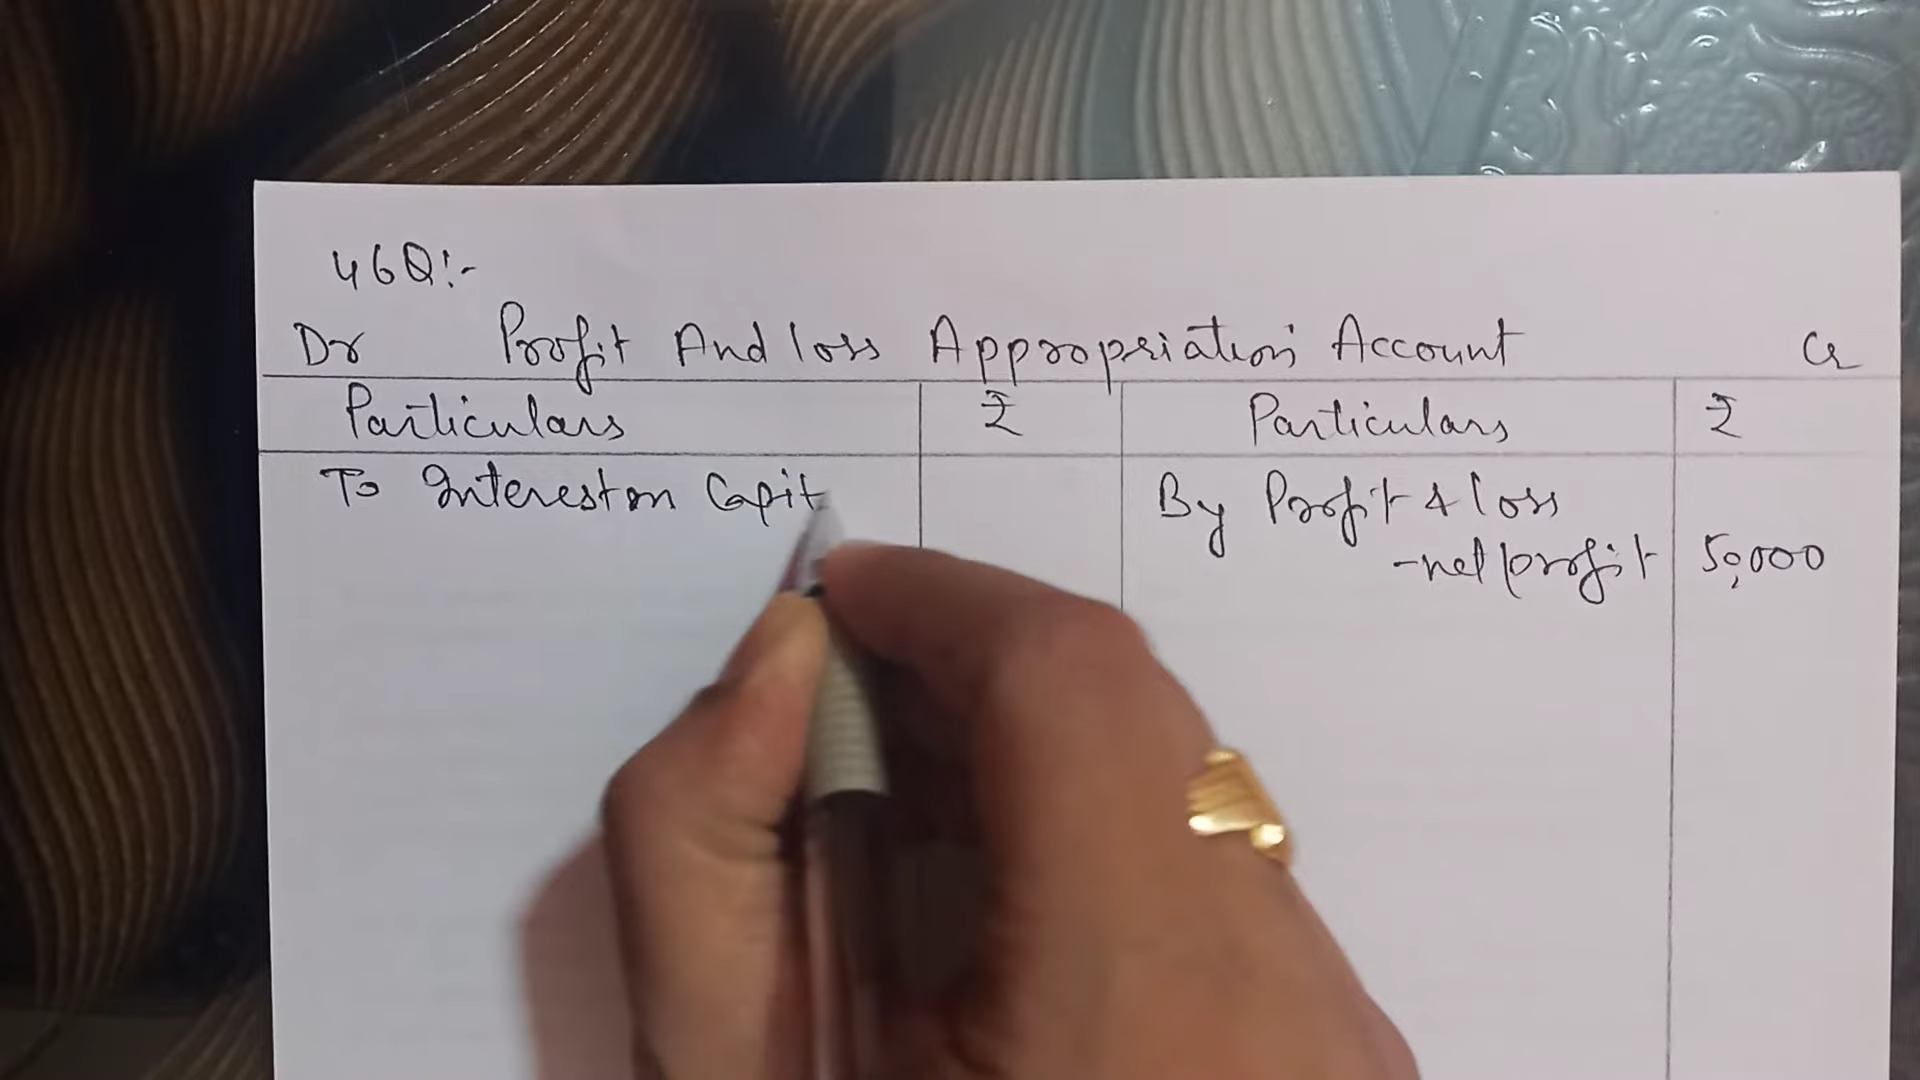 46Q:-
Dr Profit And loss Appropriation Account Cr
Particulars ₹ Particulars ₹
To Interest on Capit By Profit & loss
-net profit 50,000